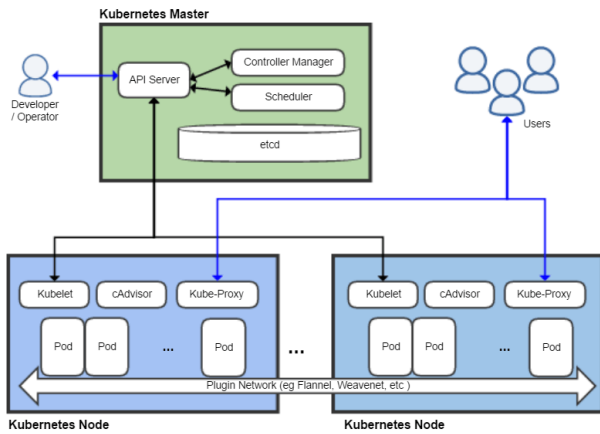 Kubernetes Master
API Server
Controller Manager
Scheduler
etcd
Developer
/ Operator
Users
Kubelet
cAdvisor
Kube-Proxy
Pod
Pod
...
Pod
Kubernetes Node
...
Kubelet
cAdvisor
Kube-Proxy
Pod
Pod
...
Pod
Plugin Network (eg Flannel, Weavenet, etc )
Kubernetes Node